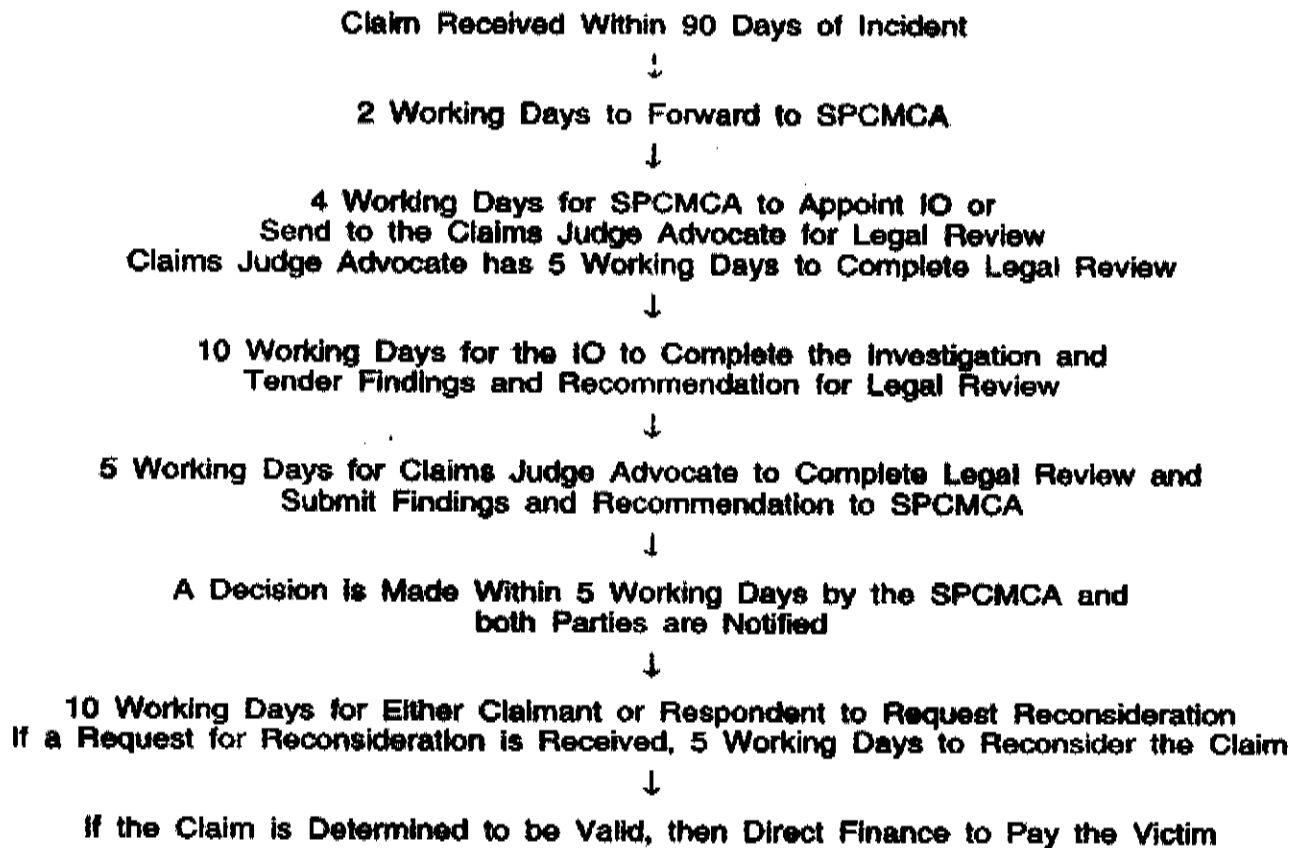 Claim Received Within 90 Days of Incident
↓
2 Working Days to Forward to SPCMCA
↓
4 Working Days for SPCMCA to Appoint IO or
Send to the Claims Judge Advocate for Legal Review
Claims Judge Advocate has 5 Working Days to Complete Legal Review
↓
10 Working Days for the IO to Complete the Investigation and
Tender Findings and Recommendation for Legal Review
↓
5 Working Days for Claims Judge Advocate to Complete Legal Review and
Submit Findings and Recommendation to SPCMCA
↓
A Decision is Made Within 5 Working Days by the SPCMCA and
both Parties are Notified
↓
10 Working Days for Either Claimant or Respondent to Request Reconsideration
If a Request for Reconsideration is Received, 5 Working Days to Reconsider the Claim
↓
If the Claim is Determined to be Valid, then Direct Finance to Pay the Victim